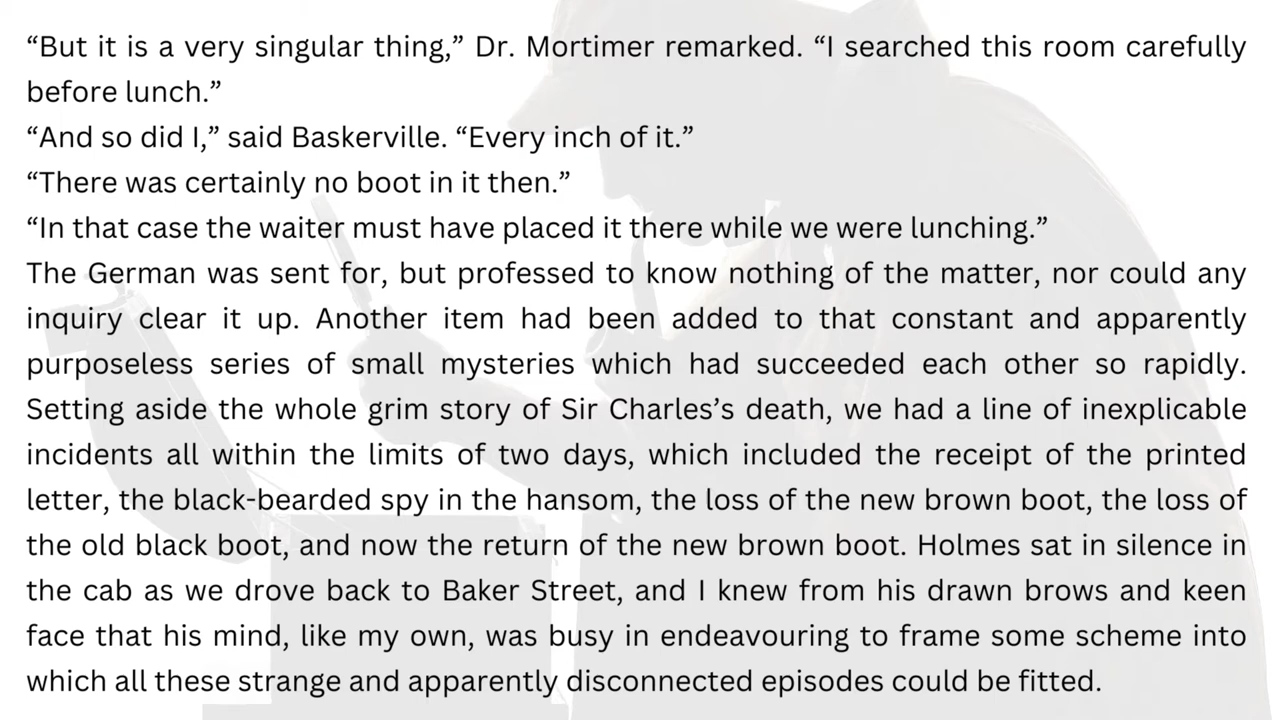 “But it is a very singular thing,” Dr. Mortimer remarked. “I searched this room carefully
before lunch.”
“And so did I,” said Baskerville. “Every inch of it.”
“There was certainly no boot in it then.”
“In that case the waiter must have placed it there while we were lunching.”
The German was sent for, but professed to know nothing of the matter, nor could any
inquiry clear it up. Another item had been added to that constant and apparently
purposeless series of small mysteries which had succeeded each other so rapidly.
Setting aside the whole grim story of Sir Charles’s death, we had a line of inexplicable
incidents all within the limits of two days, which included the receipt of the printed
letter, the black-bearded spy in the hansom, the loss of the new brown boot, the loss of
the old black boot, and now the return of the new brown boot. Holmes sat in silence in
the cab as we drove back to Baker Street, and I knew from his drawn brows and keen
face that his mind, like my own, was busy in endeavouring to frame some scheme into
which all these strange and apparently disconnected episodes could be fitted.